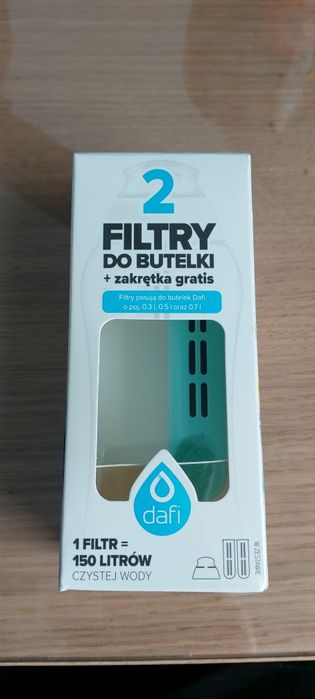 2
FILTRY
DO BUTELKI
+ zakrętka gratis
Filtry pasują do butelek Dafi
o poj. 0.3 l, 0.5 l oraz 0.7 l
dafi
1 FILTR =
150 LITRÓW
CZYSTEJ WODY
W ZESTAWIE